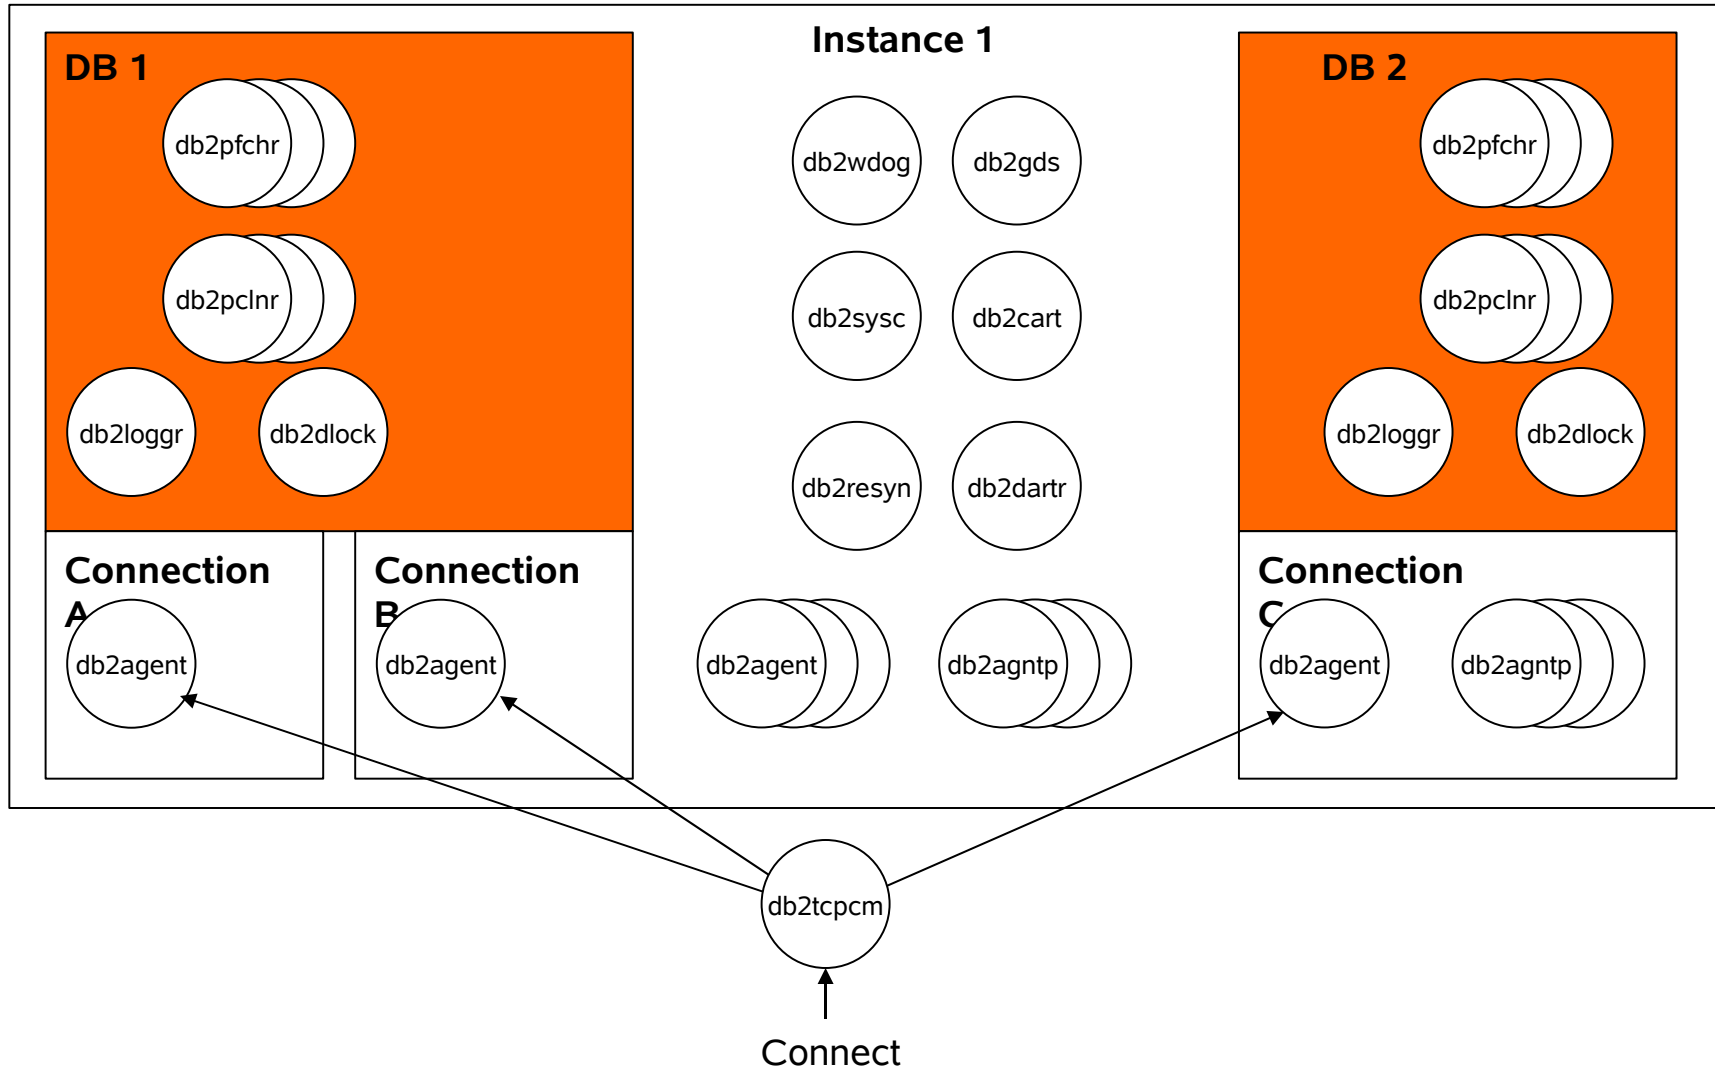 Instance 1
DB 1
db2pfchr
db2pclnr
db2loggr
db2dlock
Connection
A
db2agent
Connection
B
db2agent
db2wdog
db2gds
db2sysc
db2cart
db2resyn
db2dartr
db2agent
db2agntp
DB 2
db2pfchr
db2pclnr
db2loggr
db2dlock
Connection
C
db2agent
db2agntp
db2tcpcm
Connect